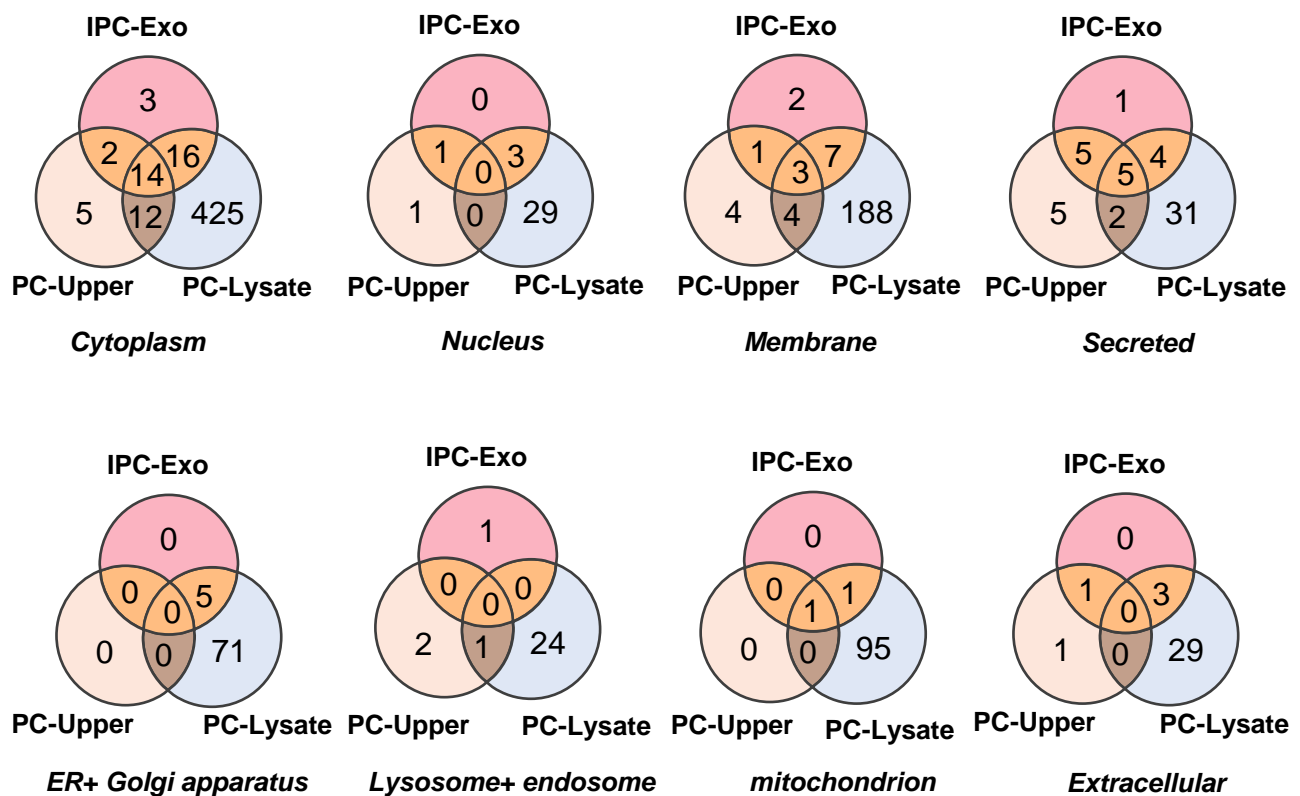 IPC-Exo IPC-Exo IPC-Exo IPC-Exo
3 0 2 1
2 16 1 3 1 7 5 4
14 0 3 5
5 12 425 1 0 29 4 4 188 5 2 31
PC-Upper PC-Lysate PC-Upper PC-Lysate PC-Upper PC-Lysate PC-Upper PC-Lysate
Cytoplasm Nucleus Membrane Secreted
IPC-Exo IPC-Exo IPC-Exo IPC-Exo
0 1 0 0
0 5 0 0 0 1 1 3
0 0 1 0
0 0 71 2 1 24 0 0 95 1 0 29
PC-Upper PC-Lysate PC-Upper PC-Lysate PC-Upper PC-Lysate PC-Upper PC-Lysate
ER+ Golgi apparatus Lysosome+ endosome mitochondrion Extracellular